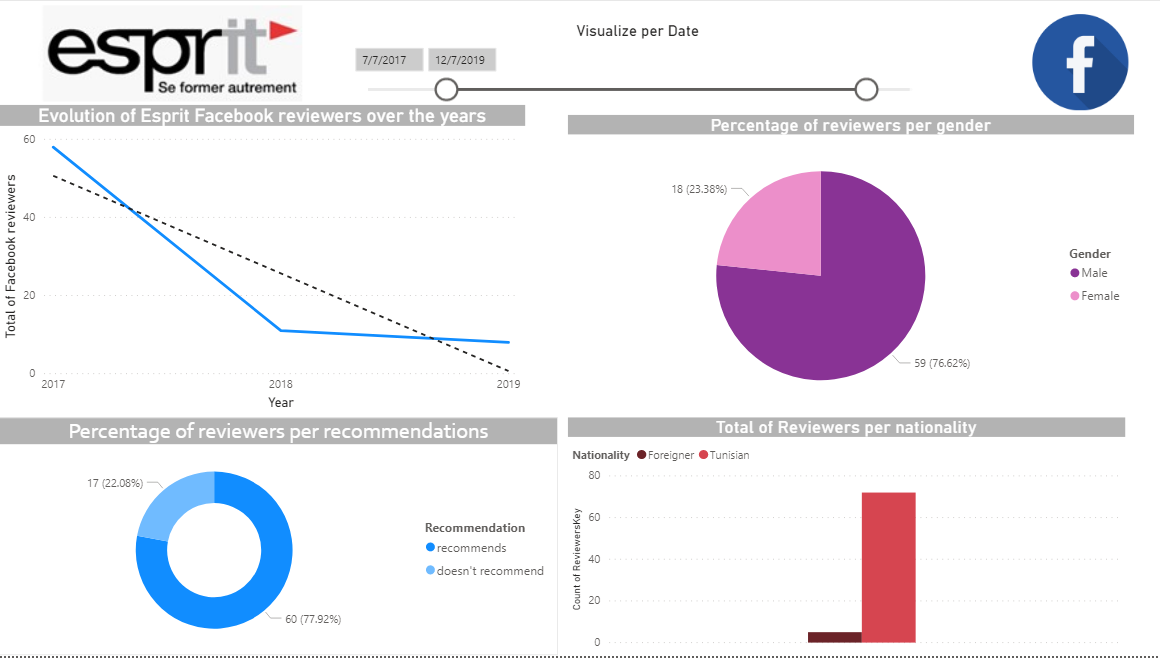 esprit
Se former autrement
Visualize per Date
7/7/2017
12/7/2019
f
Evolution of Esprit Facebook reviewers over the years
Total of Facebook reviewers
60
40
20
0
2017
2018
2019
Year
Percentage of reviewers per gender
18 (23.38%)
59 (76.62%)
Gender
Male
Female
Percentage of reviewers per recommendations
17 (22.08%)
60 (77.92%)
Recommendation
recommends
doesn't recommend
Total of Reviewers per nationality
Nationality Foreigner Tunisian
Count of ReviewersKey
80
60
40
20
0